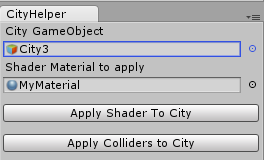 CityHelper
City GameObject
City3
Shader Material to apply
MyMaterial
Apply Shader To City
Apply Colliders to City